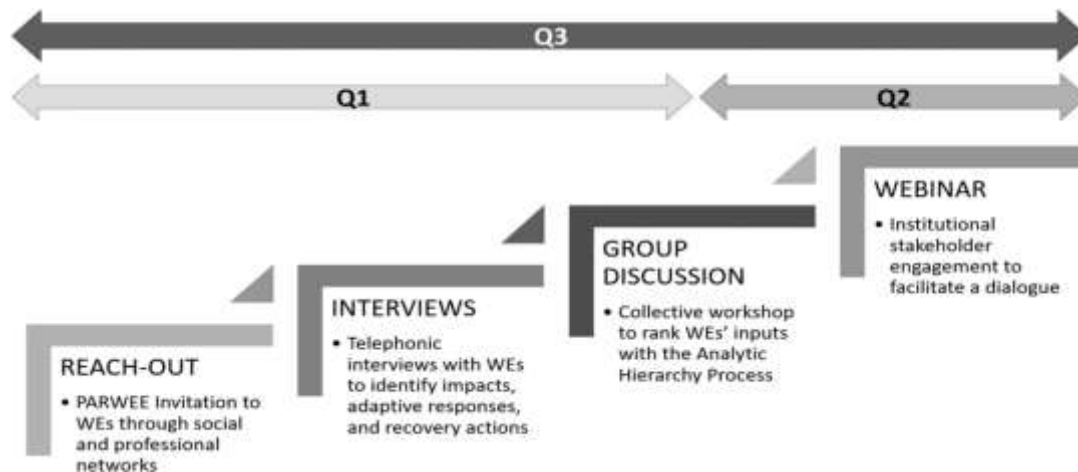 Q3
Q1
Q2
WEBINAR
• Institutional
stakeholder
engagement to
facilitate a dialogue
GROUP
DISCUSSION
• Collective workshop
to rank WEs' inputs
with the Analytic
Hierarchy Process
INTERVIEWS
• Telephonic
interviews with WEs
to identify impacts,
adaptive responses,
and recovery actions
REACH-OUT
• PARWEE Invitation to
WEs through social
and professional
networks